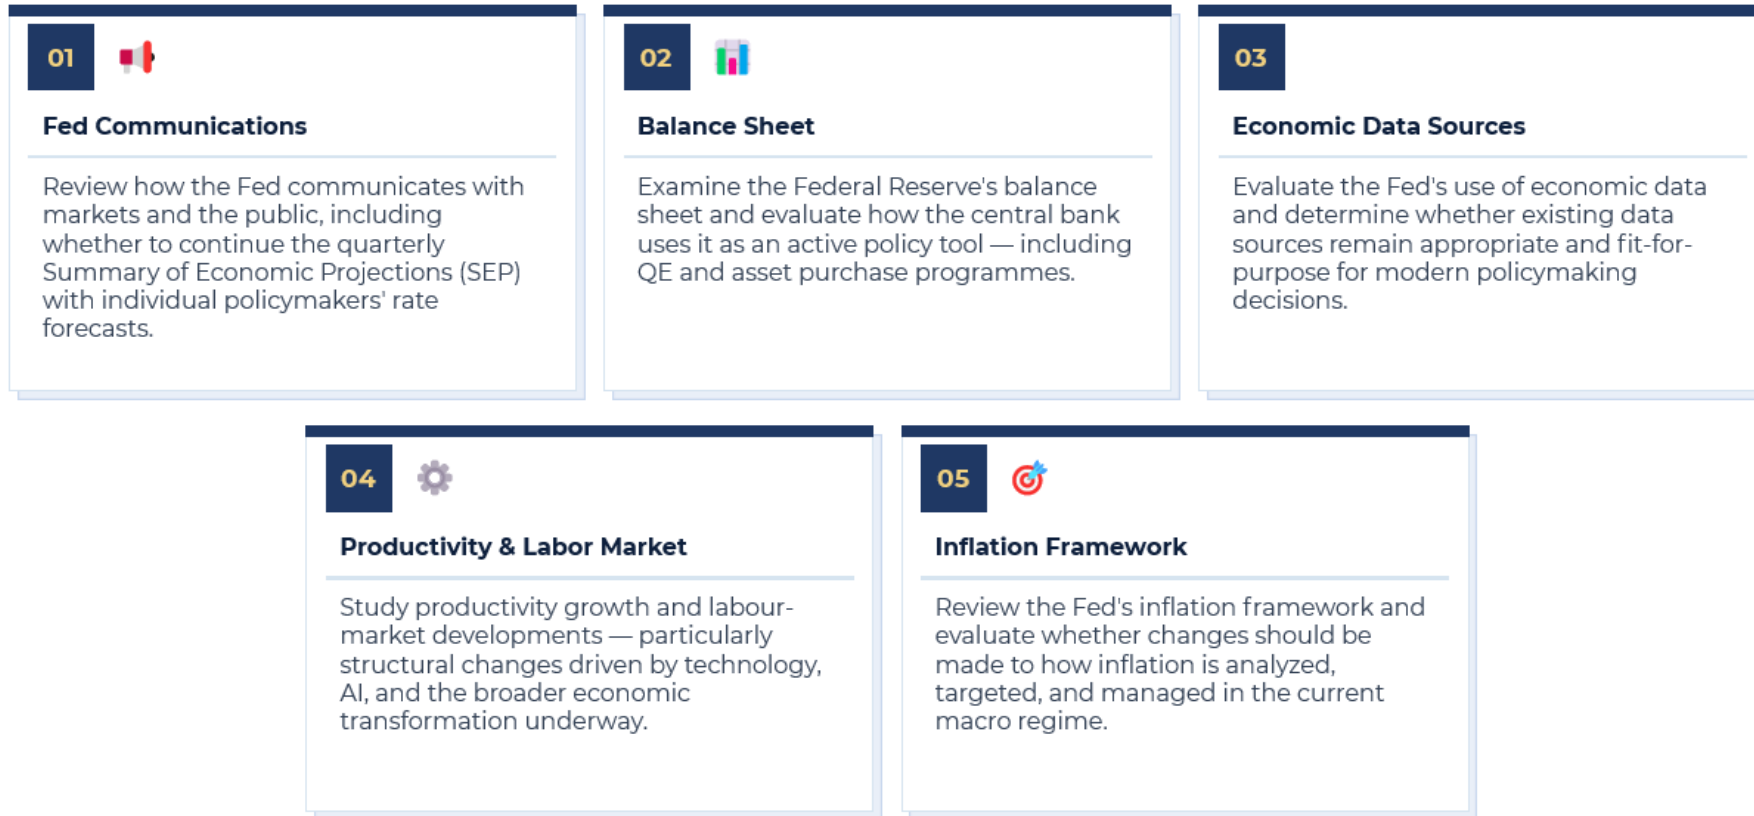 01
Fed Communications
Review how the Fed communicates with
markets and the public, including
whether to continue the quarterly
Summary of Economic Projections (SEP)
with individual policymakers' rate
forecasts.
02
Balance Sheet
Examine the Federal Reserve's balance
sheet and evaluate how the central bank
uses it as an active policy tool — including
QE and asset purchase programmes.
03
Economic Data Sources
Evaluate the Fed's use of economic data
and determine whether existing data
sources remain appropriate and fit-for-
purpose for modern policymaking
decisions.
04
Productivity & Labor Market
Study productivity growth and labour-
market developments — particularly
structural changes driven by technology,
AI, and the broader economic
transformation underway.
05
Inflation Framework
Review the Fed's inflation framework and
evaluate whether changes should be
made to how inflation is analyzed,
targeted, and managed in the current
macro regime.